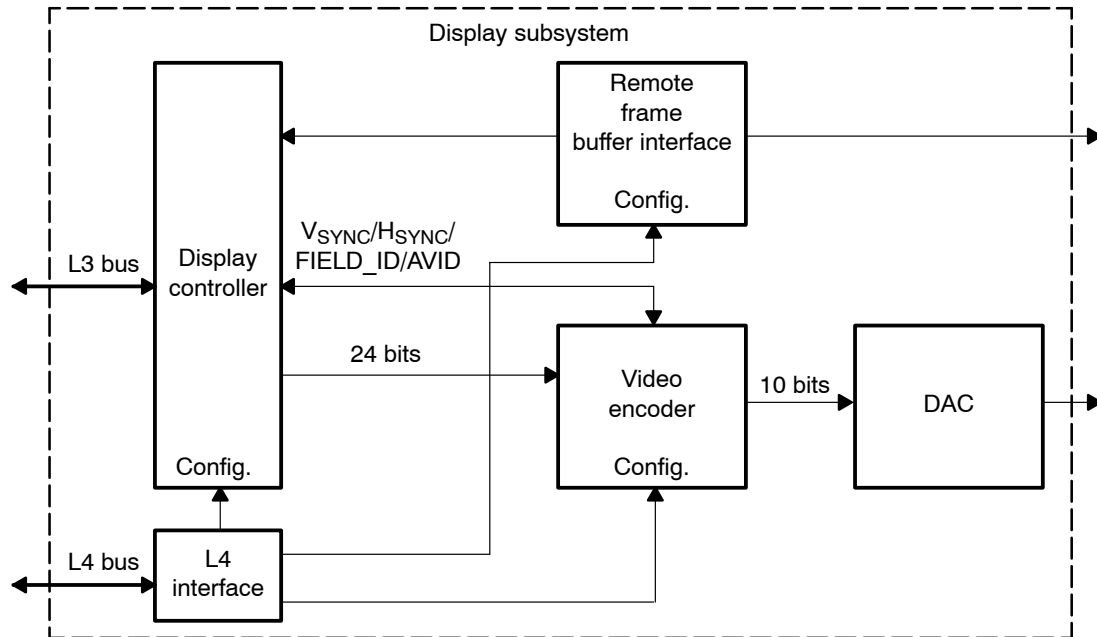 Display subsystem
Remote
frame
buffer interface
Config.
VSYNC/HSYNC/
FIELD_ID/AVID
L3 bus
Display
controller
24 bits
Video
encoder
10 bits
DAC
Config.
Config.
L4 bus
L4
interface